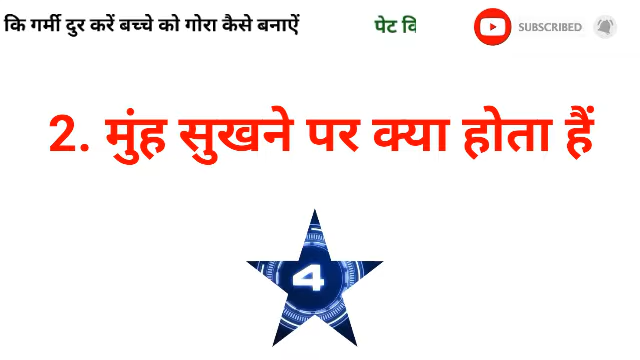 कि गर्मी दुर करें बच्चे को गोरा कैसे बनाऐं
पेट
SUBSCRIBED
2. मुंह सुखने पर क्या होता हैं
4